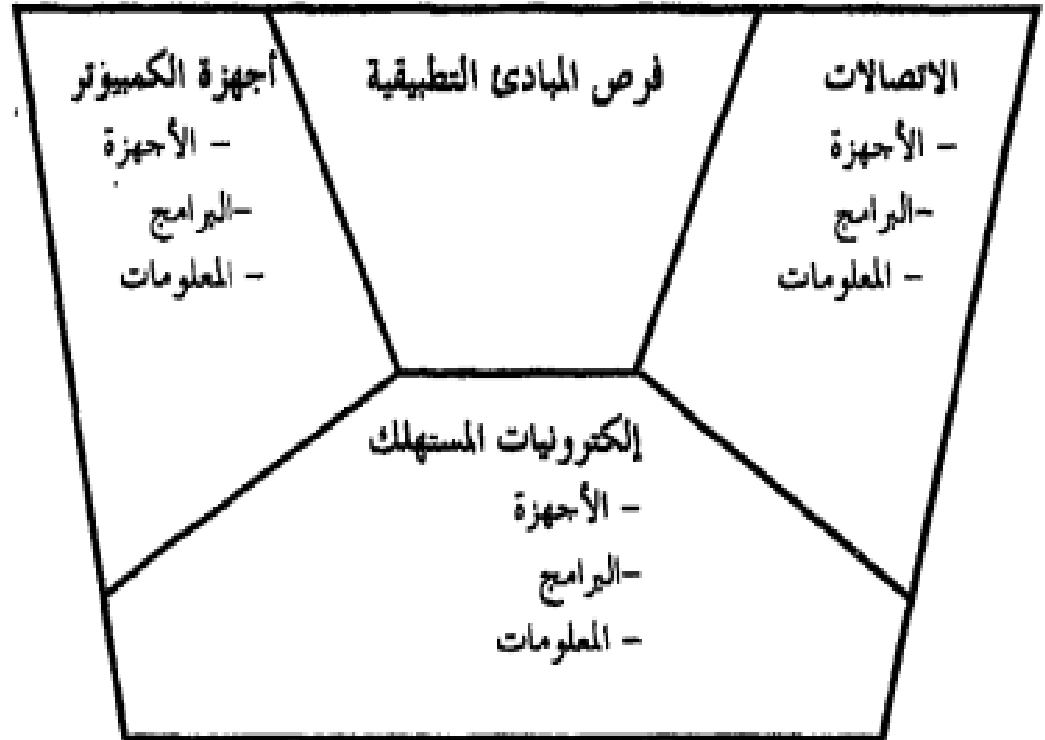 الاتصالات
- الأجهزة
-البرامج
- المعلومات
فرص المبادئ التطبيقية
أجهزة الكمبيوتر
- الأجهزة
-البرامج
- المعلومات
إلكترونيات المستهلك
- الأجهزة
-البرامج
- المعلومات